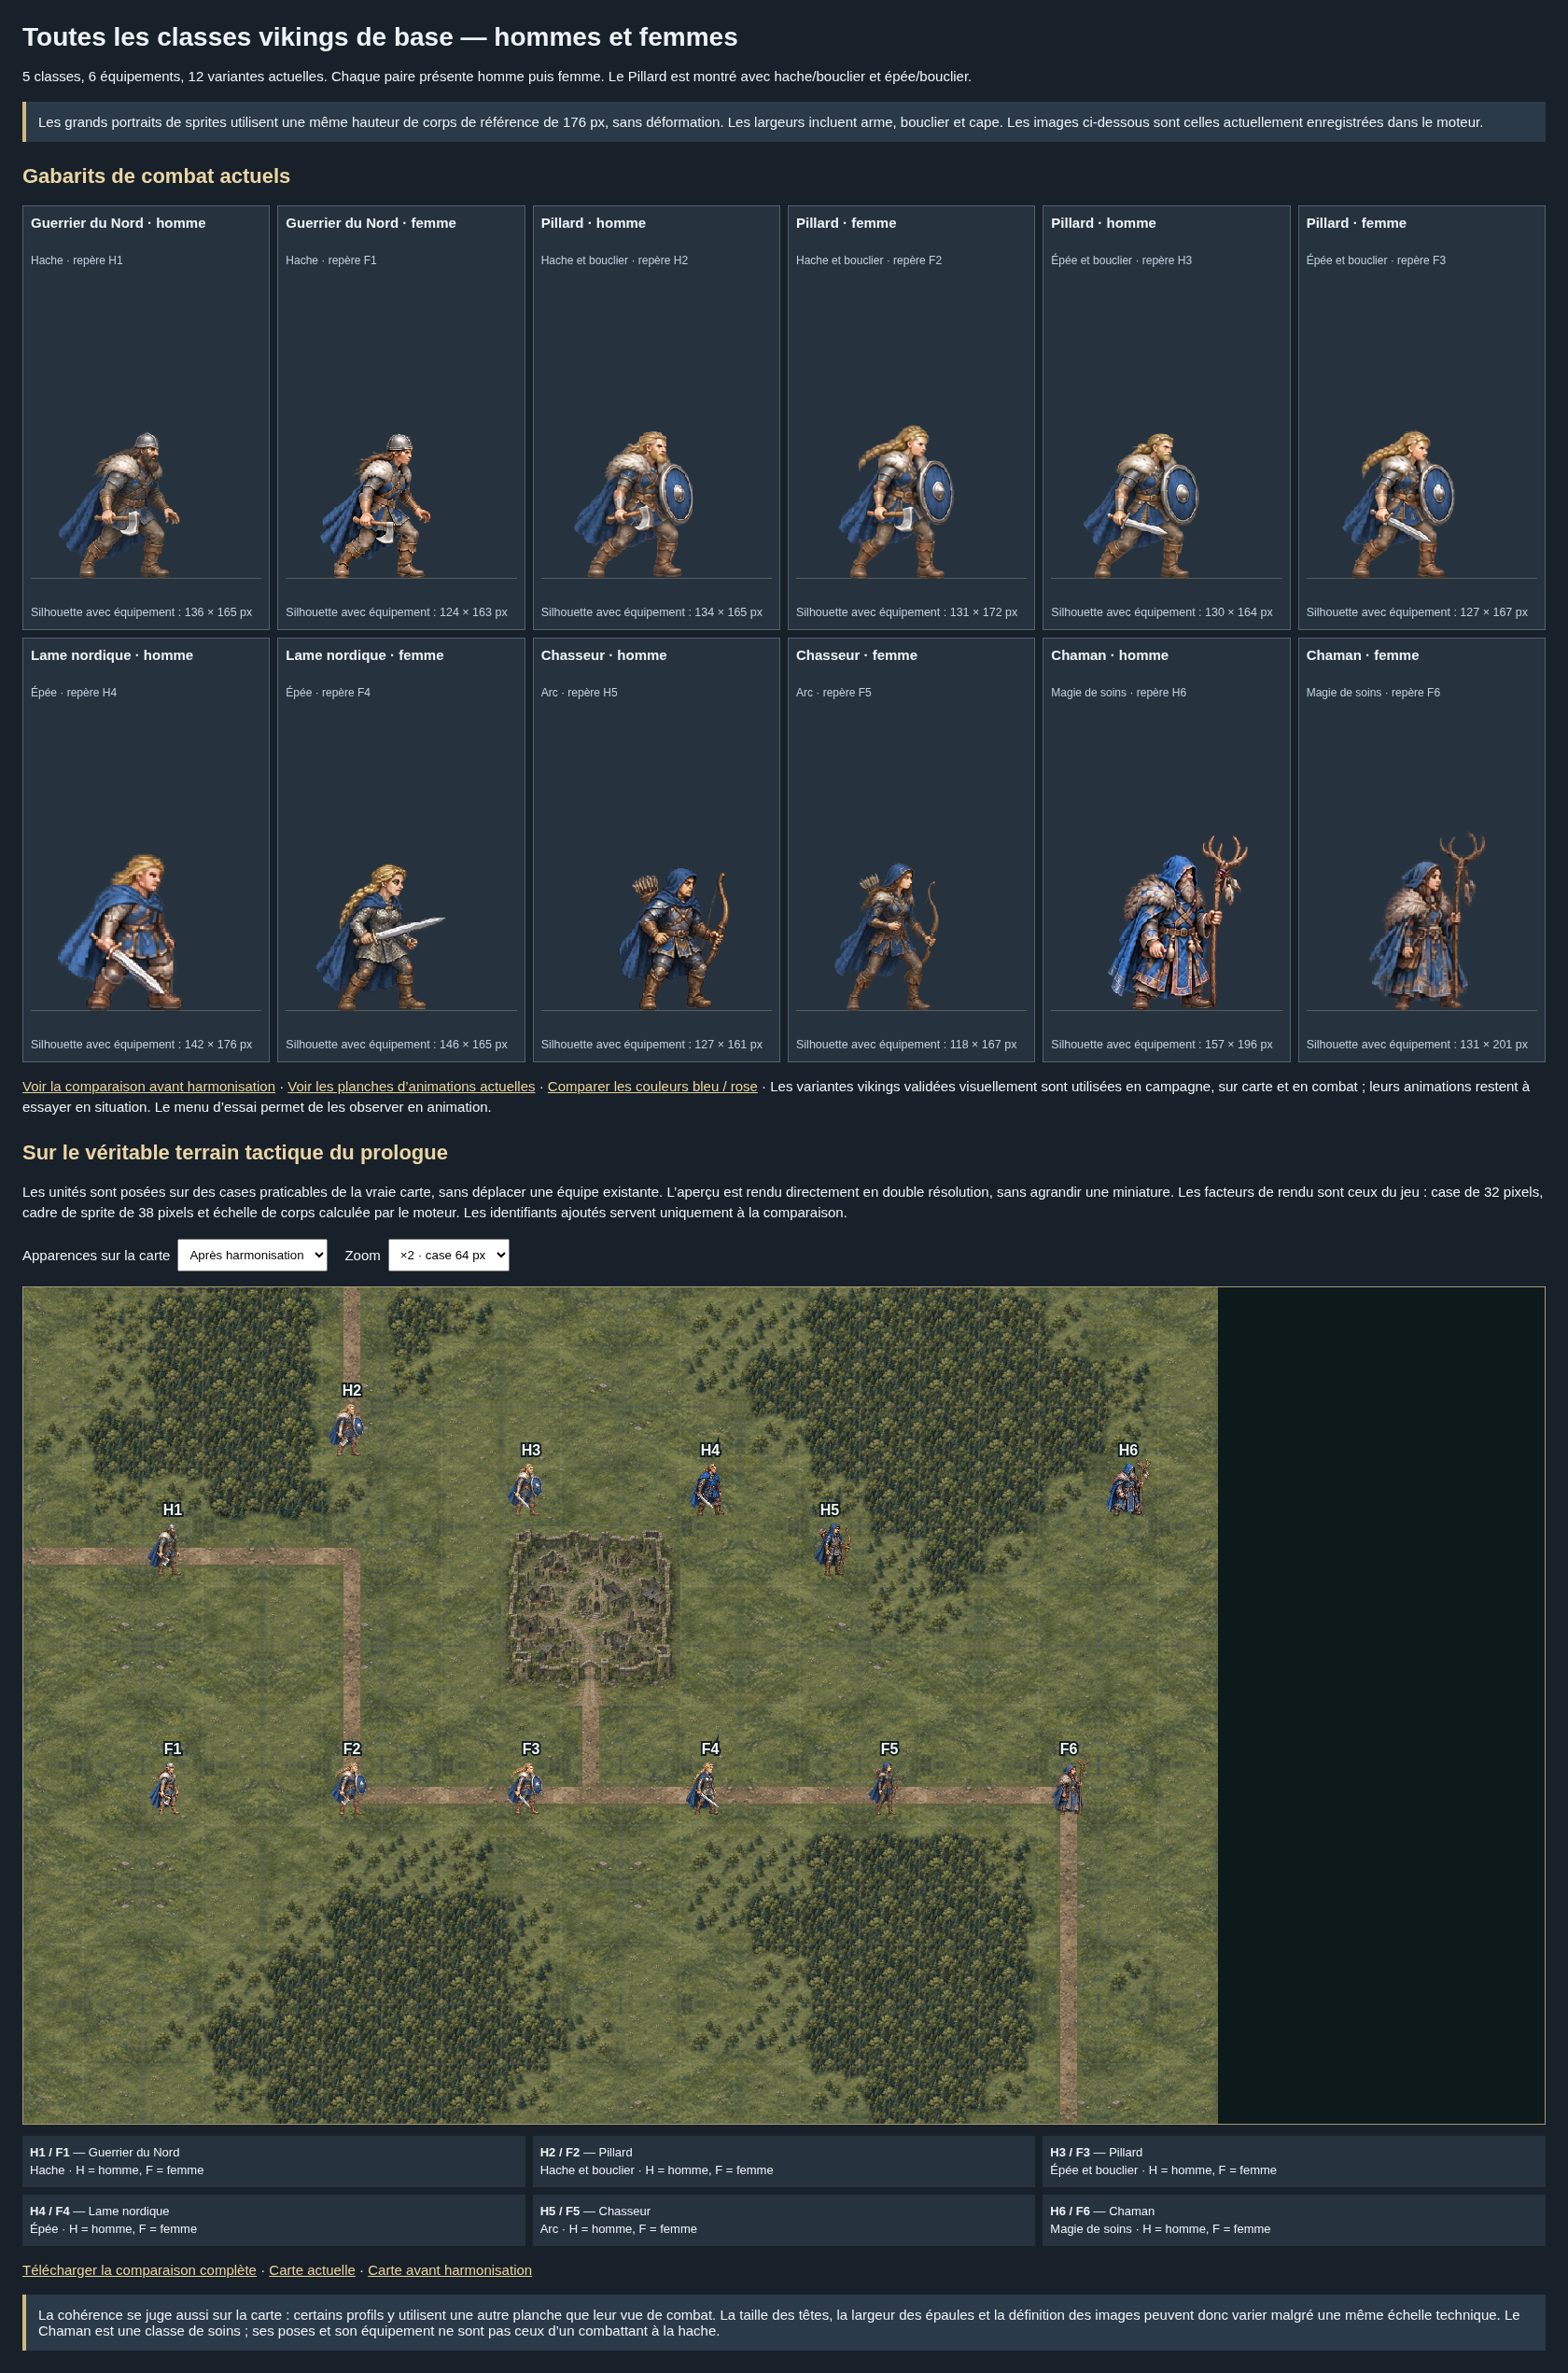 Toutes les classes vikings de base — hommes et femmes
5 classes, 6 équipements, 12 variantes actuelles. Chaque paire présente homme puis femme. Le Pillard est montré avec hache/bouclier et épée/bouclier.
Les grands portraits de sprites utilisent une même hauteur de corps de référence de 176 px, sans déformation. Les largeurs incluent arme, bouclier et cape. Les images ci-dessous sont celles actuellement enregistrées dans le moteur.
Gabarits de combat actuels
Guerrier du Nord · homme
Hache · repère H1
Silhouette avec équipement : 136 × 165 px
Guerrier du Nord · femme
Hache · repère F1
Silhouette avec équipement : 124 × 163 px
Pillard · homme
Hache et bouclier · repère H2
Silhouette avec équipement : 134 × 165 px
Pillard · femme
Hache et bouclier · repère F2
Silhouette avec équipement : 131 × 172 px
Pillard · homme
Épée et bouclier · repère H3
Silhouette avec équipement : 130 × 164 px
Pillard · femme
Épée et bouclier · repère F3
Silhouette avec équipement : 127 × 167 px
Lame nordique · homme
Épée · repère H4
Silhouette avec équipement : 142 × 176 px
Lame nordique · femme
Épée · repère F4
Silhouette avec équipement : 146 × 165 px
Chasseur · homme
Arc · repère H5
Silhouette avec équipement : 127 × 161 px
Chasseur · femme
Arc · repère F5
Silhouette avec équipement : 118 × 167 px
Chaman · homme
Magie de soins · repère H6
Silhouette avec équipement : 157 × 196 px
Chaman · femme
Magie de soins · repère F6
Silhouette avec équipement : 131 × 201 px
Voir la comparaison avant harmonisation · Voir les planches d’animations actuelles · Comparer les couleurs bleu / rose · Les variantes vikings validées visuellement sont utilisées en campagne, sur carte et en combat ; leurs animations restent à
essayer en situation. Le menu d’essai permet de les observer en animation.
Sur le véritable terrain tactique du prologue
Les unités sont posées sur des cases praticables de la vraie carte, sans déplacer une équipe existante. L’aperçu est rendu directement en double résolution, sans agrandir une miniature. Les facteurs de rendu sont ceux du jeu : case de 32 pixels,
cadre de sprite de 38 pixels et échelle de corps calculée par le moteur. Les identifiants ajoutés servent uniquement à la comparaison.
Apparences sur la carte Après harmonisation Zoom ×2 · case 64 px
H2
H3
H4
H6
H1
H5
F1
F2
F3
F4
F5
F6
H1 / F1 — Guerrier du Nord
Hache · H = homme, F = femme
H2 / F2 — Pillard
Hache et bouclier · H = homme, F = femme
H3 / F3 — Pillard
Épée et bouclier · H = homme, F = femme
H4 / F4 — Lame nordique
Épée · H = homme, F = femme
H5 / F5 — Chasseur
Arc · H = homme, F = femme
H6 / F6 — Chaman
Magie de soins · H = homme, F = femme
Télécharger la comparaison complète · Carte actuelle · Carte avant harmonisation
La cohérence se juge aussi sur la carte : certains profils y utilisent une autre planche que leur vue de combat. La taille des têtes, la largeur des épaules et la définition des images peuvent donc varier malgré une même échelle technique. Le
Chaman est une classe de soins ; ses poses et son équipement ne sont pas ceux d’un combattant à la hache.